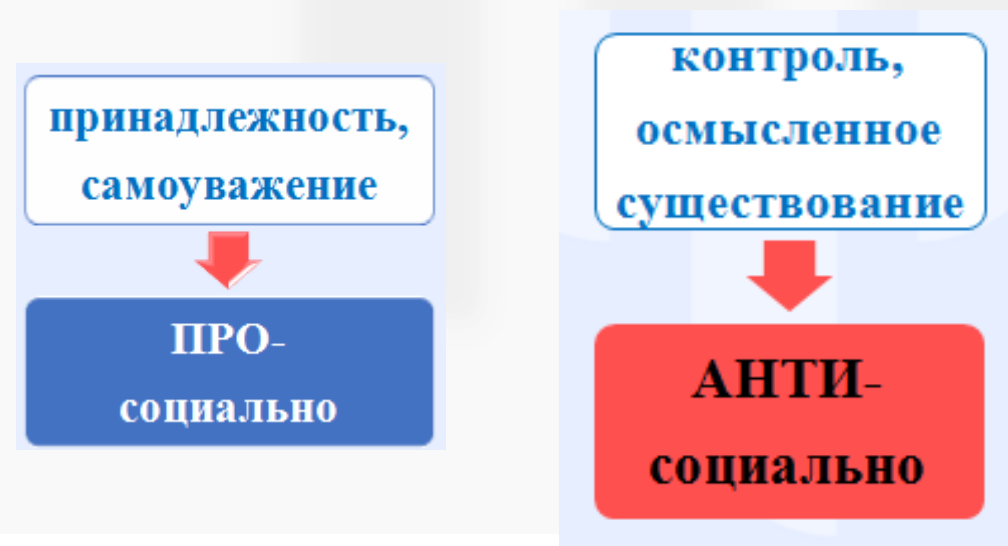 принадлежность,
самоуважение
ПРО-
социально
контроль,
осмысленное
существование
АНТИ-
социально